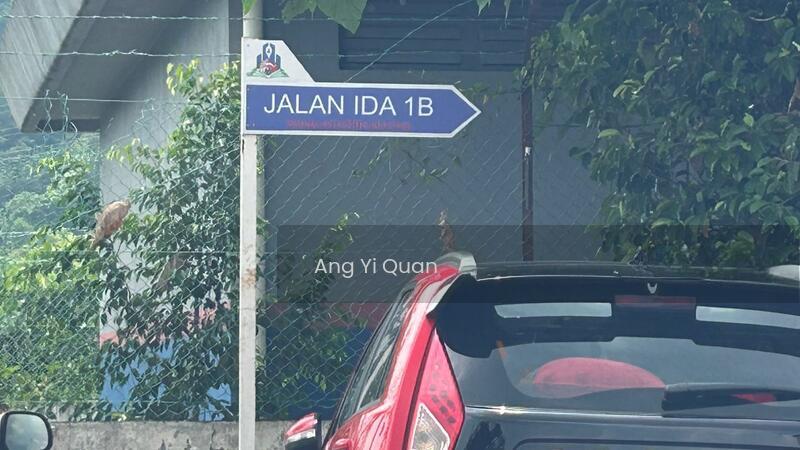 JALAN IDA 1B
Ang Yi Quan